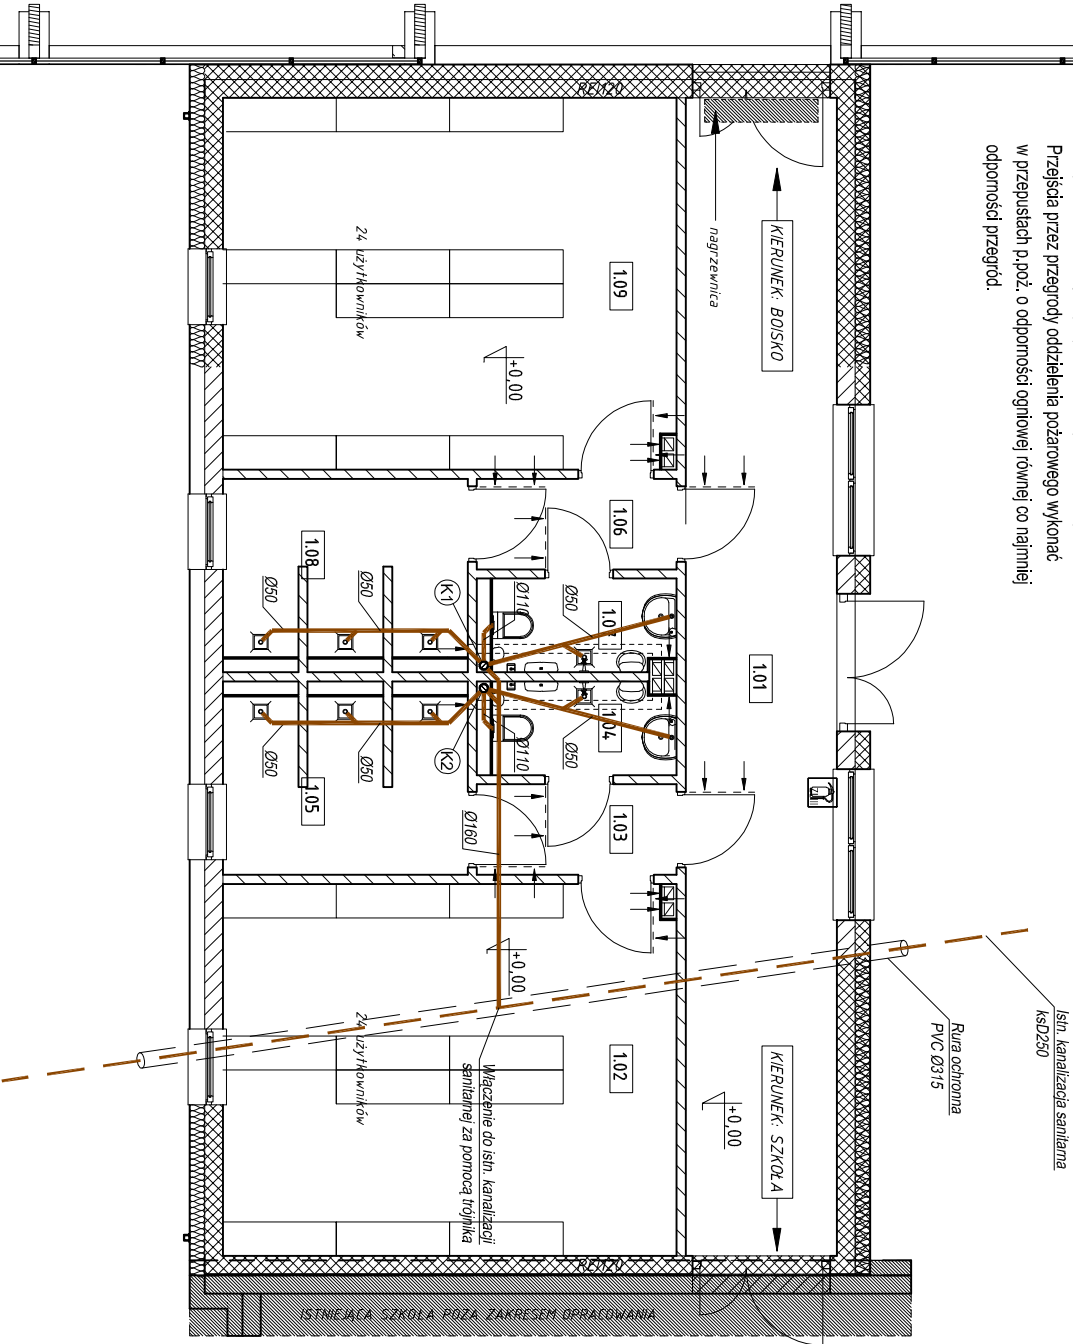 Przejścia przez przegrody oddzielenia pożarowego wykonać
w przepustach p.poż. o odporności ogniowej równej co najmniej
odporności przegród.
REI120
KIERUNEK: BOISKO
nagrzewnica
1.09
24 użytkowników
+0,00
1.06
1.08
Ø50
Ø50
K1
Ø110
Ø50
1.07
1.01
1.04
Ø50
Ø110
K2
Ø50
Ø50
1.05
1.03
Ø160
+0,00
Istn. kanalizacja sanitarna
ksD250
Rura ochronna
PVC Ø315
1.02
24 użytkowników
Włączenie do istn. kanalizacji
sanitarnej za pomocą trójnika
KIERUNEK: SZKOŁA
+0,00
REI120
ISTNIEJĄCA SZKOŁA POZA ZAKRESEM OPRACOWANIA